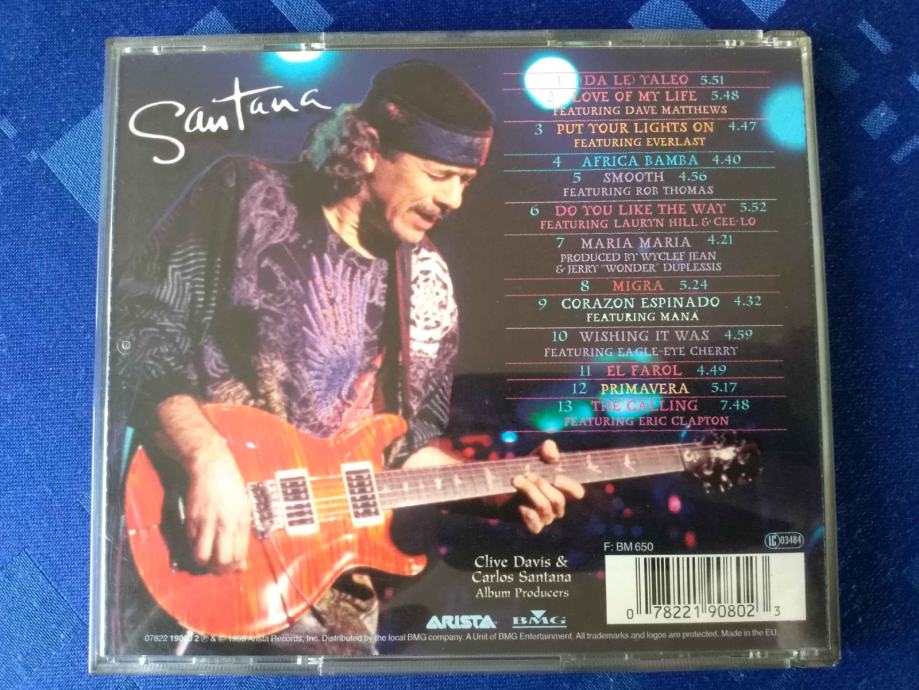 Santana
1 (DA LE) YALEO 5.51
2 LOVE OF MY LIFE 5.48
FEATURING DAVE MATTHEWS
3 PUT YOUR LIGHTS ON 4.47
FEATURING EVERLAST
4 AFRICA BAMBA 4.40
5 SMOOTH 4.56
FEATURING ROB THOMAS
6 DO YOU LIKE THE WAY 5.52
FEATURING LAURYN HILL & CEE-LO
7 MARIA MARIA 4.21
PRODUCED BY WYCLEF JEAN
& JERRY "WONDER" DUPLESSIS
8 MIGRA 5.24
9 CORAZON ESPINADO 4.32
FEATURING MANÁ
10 WISHING IT WAS 4.59
FEATURING EAGLE-EYE CHERRY
11 EL FAROL 4.49
12 PRIMAVERA 5.17
13 THE CALLING 7.48
FEATURING ERIC CLAPTON
Clive Davis &
Carlos Santana
Album Producers
F: BM 650
LC 03484
ARISTA
BMG
0 78221 90802 3
07822 2 ℗ & © Arista Records, Inc. Distributed by the local BMG company. A Unit of BMG Entertainment. All trademarks and logos are protected. Made in the EU.